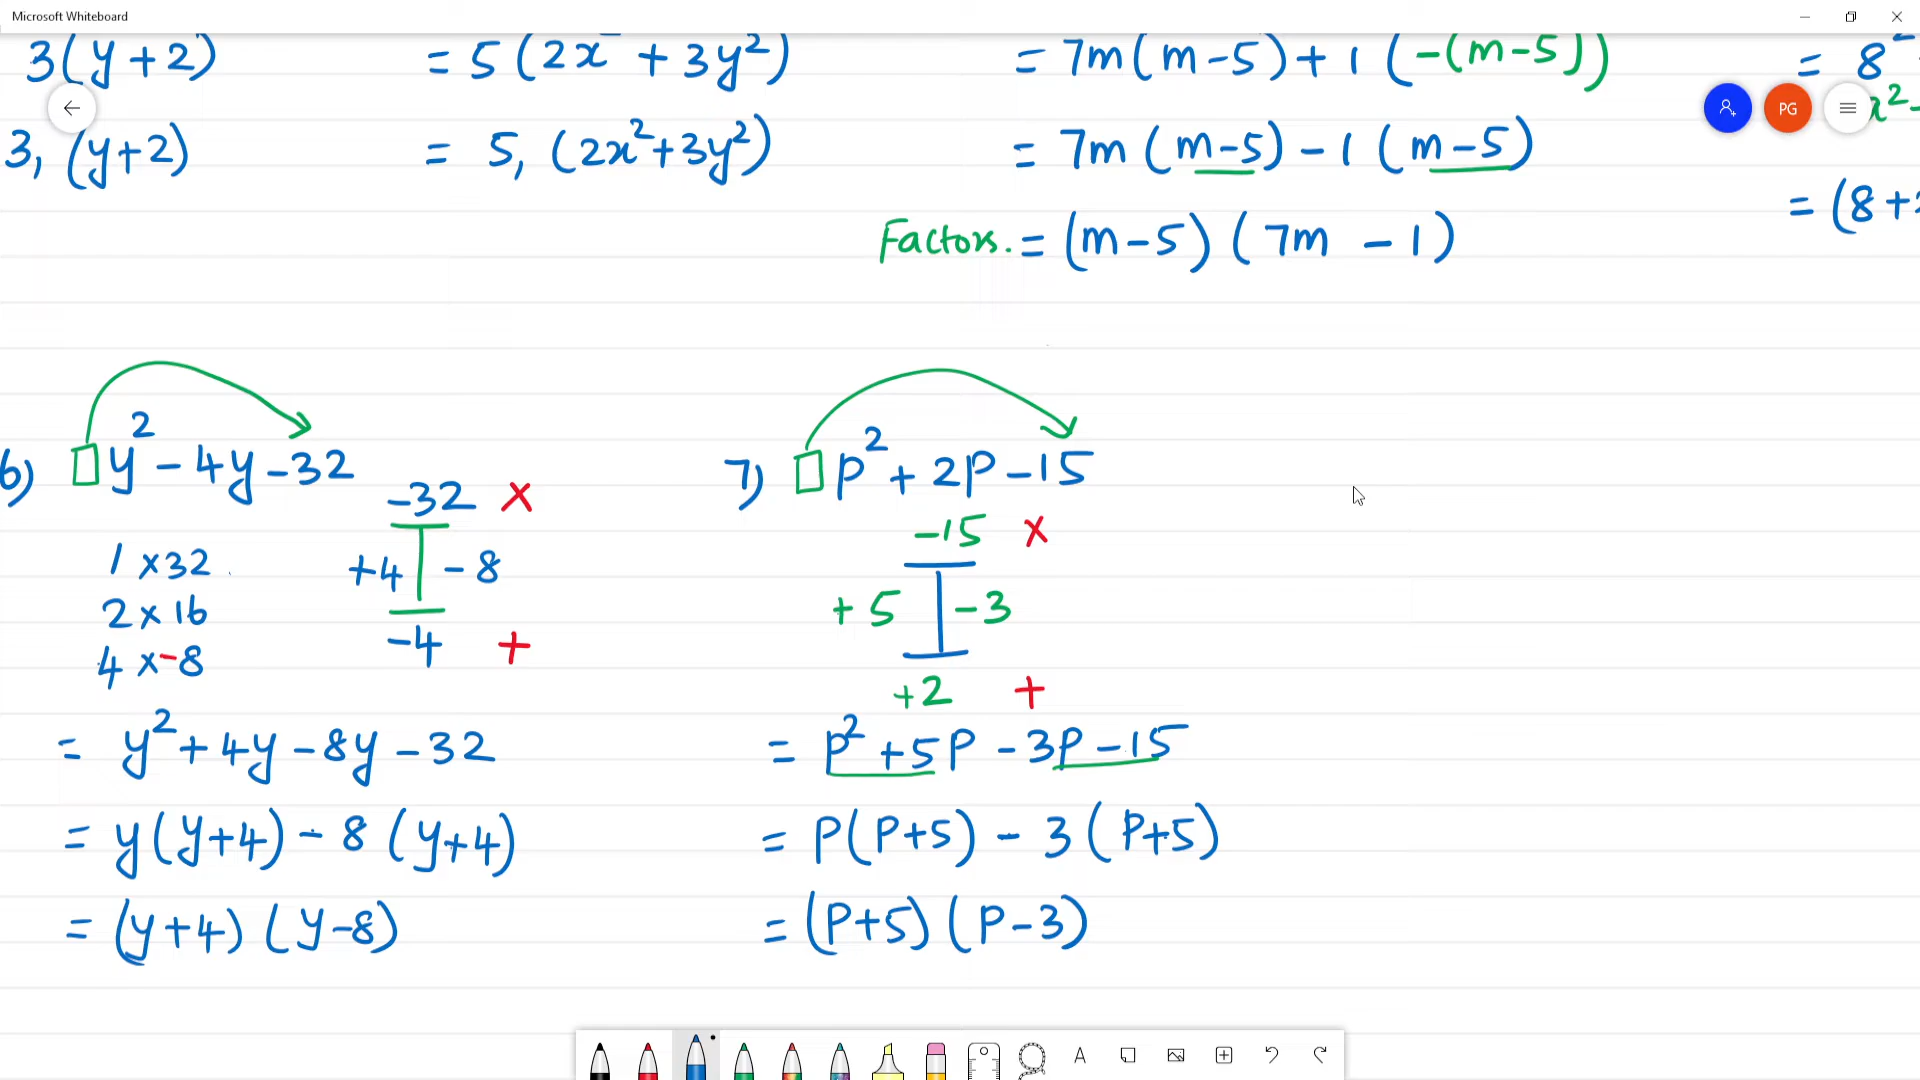 Microsoft Whiteboard
3(y+2)
3, (y+2)
= 5(2x² + 3y²)
= 5, (2x²+3y²)
= 7m(m-5)+1(-(m-5))
= 7m(m-5)-1(m-5)
Factors. = (m-5)(7m - 1)
= 8²
x²-
= (8+
PG
6) y² - 4y - 32
-32 ×
+4 | -8
-4 +
1 × 32
2 × 16
4 × -8
= y² + 4y - 8y - 32
= y(y+4) - 8(y+4)
= (y+4)(y-8)
7) p² + 2p - 15
-15 ×
+5 | -3
+2 +
= p² + 5p - 3p - 15
= p(p+5) - 3(p+5)
= (p+5)(p-3)
A